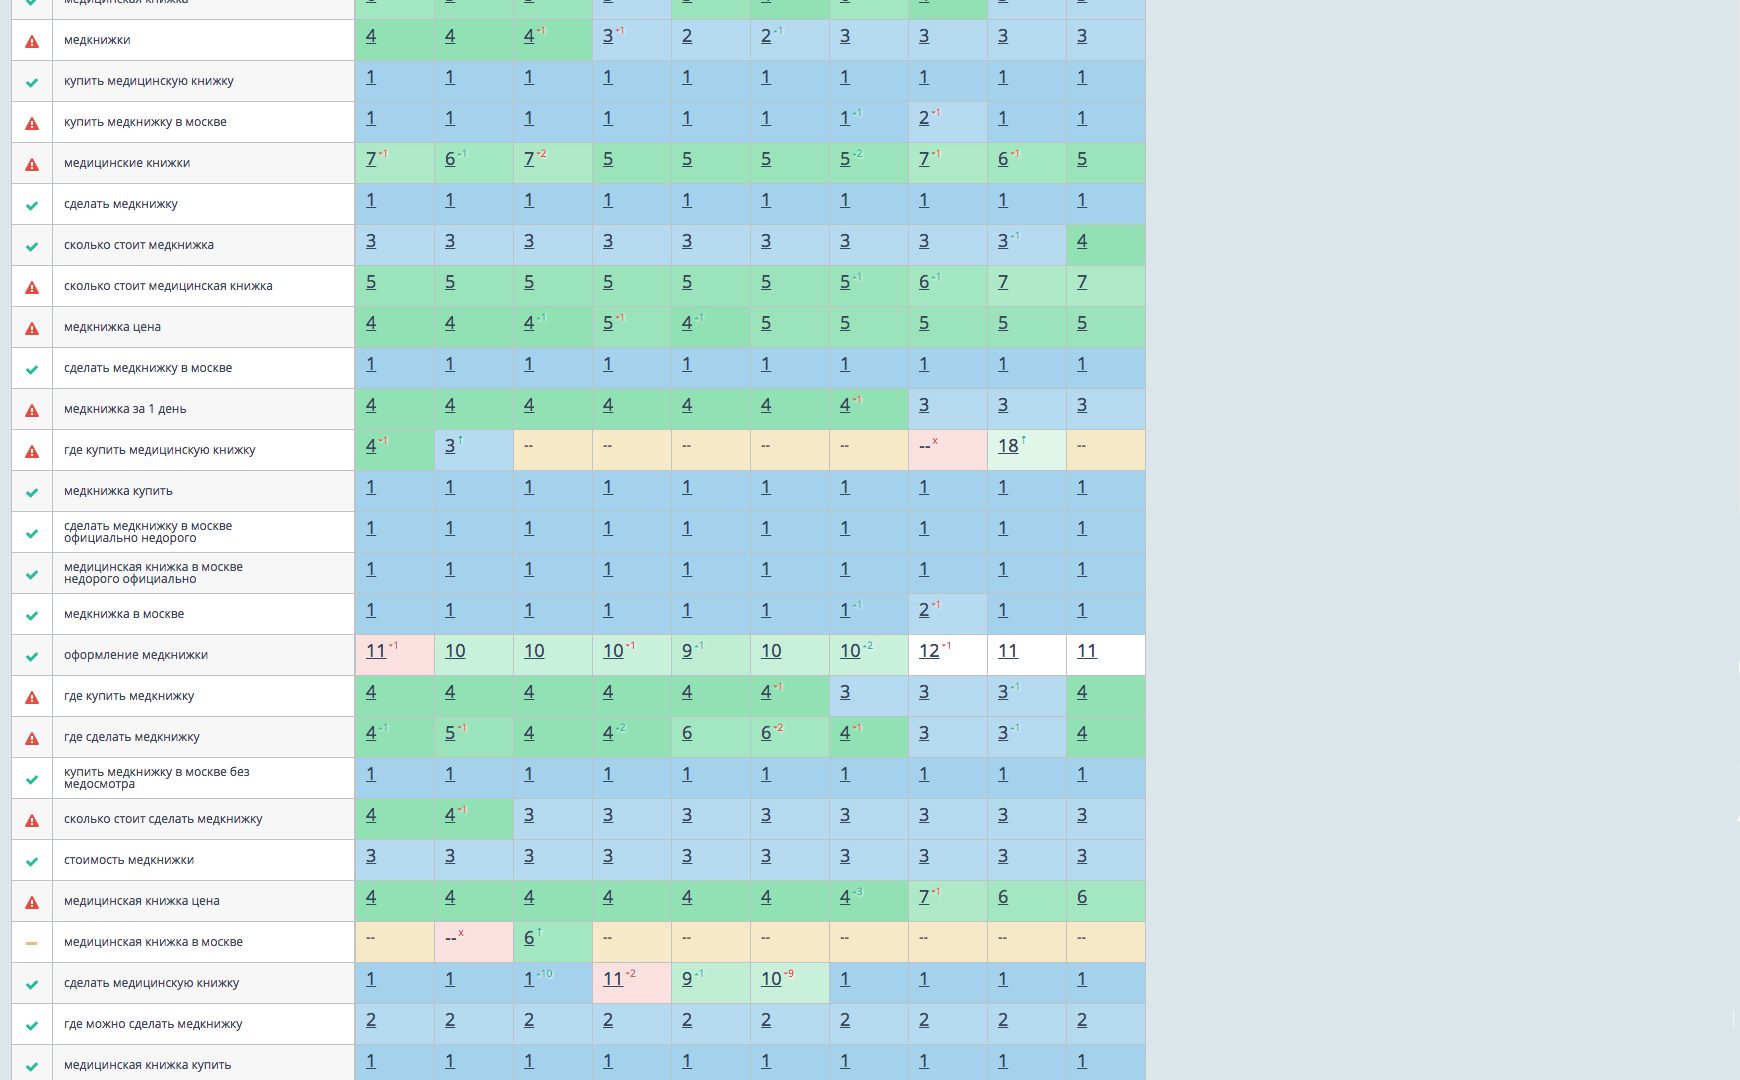 медкнижки 4 4 4 1 3 1 2 2 1 3 3 3 3
купить медицинскую книжку 1 1 1 1 1 1 1 1 1 1
купить медкнижку в москве 1 1 1 1 1 1 1 1 2 1 1 1
медицинские книжки 7 1 6 1 7 2 5 5 5 5 2 7 1 6 1 5
сделать медкнижку 1 1 1 1 1 1 1 1 1 1
сколько стоит медкнижка 3 3 3 3 3 3 3 3 3 1 4
сколько стоит медицинская книжка 5 5 5 5 5 5 5 1 6 1 7 7
медкнижка цена 4 4 4 1 5 1 4 1 5 5 5 5 5
сделать медкнижку в москве 1 1 1 1 1 1 1 1 1 1
медкнижка за 1 день 4 4 4 4 4 4 4 1 3 3 3
где купить медицинскую книжку 4 1 3 ↑ -- -- -- -- -- -- x 18 ↑ --
медкнижка купить 1 1 1 1 1 1 1 1 1 1
сделать медкнижку в москве
официально недорого 1 1 1 1 1 1 1 1 1 1
медицинская книжка в москве
недорого официально 1 1 1 1 1 1 1 1 1 1
медкнижка в москве 1 1 1 1 1 1 1 1 2 1 1 1
оформление медкнижки 11 1 10 10 10 1 9 1 10 10 2 12 1 11 11
где купить медкнижку 4 4 4 4 4 4 1 3 3 3 1 4
где сделать медкнижку 4 1 5 1 4 4 2 6 6 2 4 1 3 3 1 4
купить медкнижку в москве без
медосмотра 1 1 1 1 1 1 1 1 1 1
сколько стоит сделать медкнижку 4 4 1 3 3 3 3 3 3 3 3
стоимость медкнижки 3 3 3 3 3 3 3 3 3 3
медицинская книжка цена 4 4 4 4 4 4 4 3 7 1 6 6
медицинская книжка в москве -- -- x 6 ↑ -- -- -- -- -- -- --
сделать медицинскую книжку 1 1 1 10 11 2 9 1 10 9 1 1 1 1
где можно сделать медкнижку 2 2 2 2 2 2 2 2 2 2
медицинская книжка купить 1 1 1 1 1 1 1 1 1 1